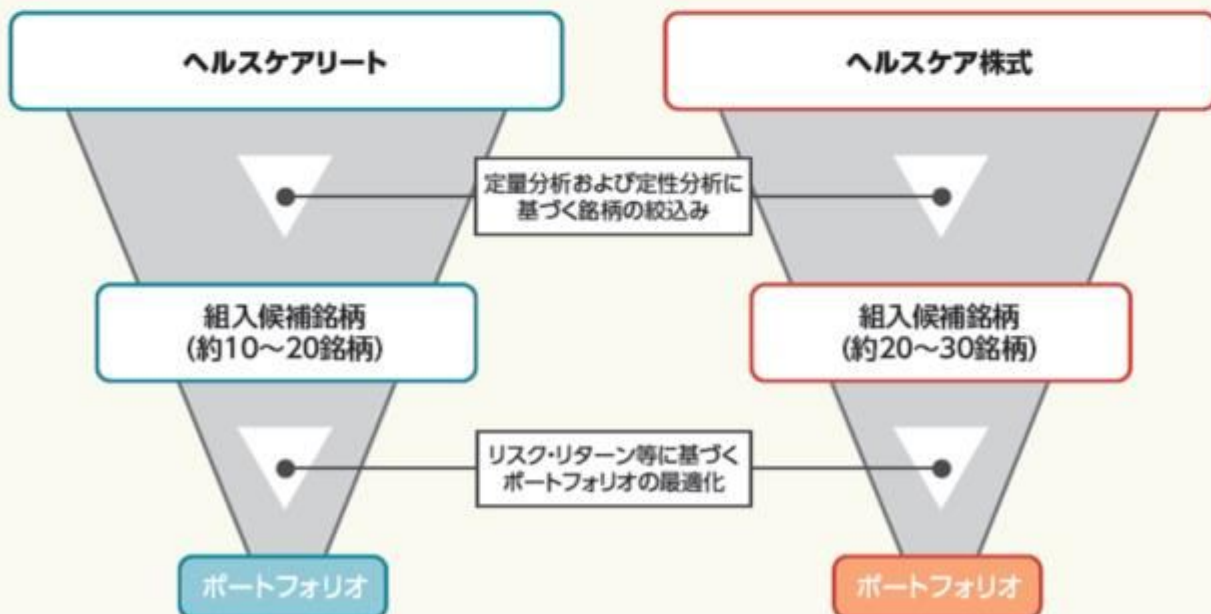 ヘルスケアリート
ヘルスケア株式
定量分析および定性分析に
基づく銘柄の絞込み
組入候補銘柄
(約10〜20銘柄)
組入候補銘柄
(約20〜30銘柄)
リスク・リターン等に基づく
ポートフォリオの最適化
ポートフォリオ
ポートフォリオ